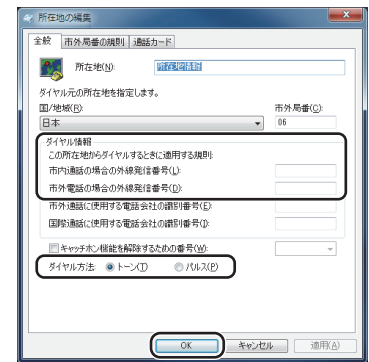 所在地の編集
全般 市外局番の規則 通話カード
所在地(N): 所在地情報
ダイヤル元の所在地を指定します。
国/地域(R): 市外局番(C):
日本 06
ダイヤル情報
この所在地からダイヤルするときに適用する規則:
市内通話の場合の外線発信番号(L):
市外電話の場合の外線発信番号(D):
市外通話に使用する電話会社の識別番号(E):
国際通話に使用する電話会社の識別番号(I):
キャッチホン機能を解除するための番号(W):
ダイヤル方法: トーン(T) パルス(P)
OK キャンセル 適用(A)